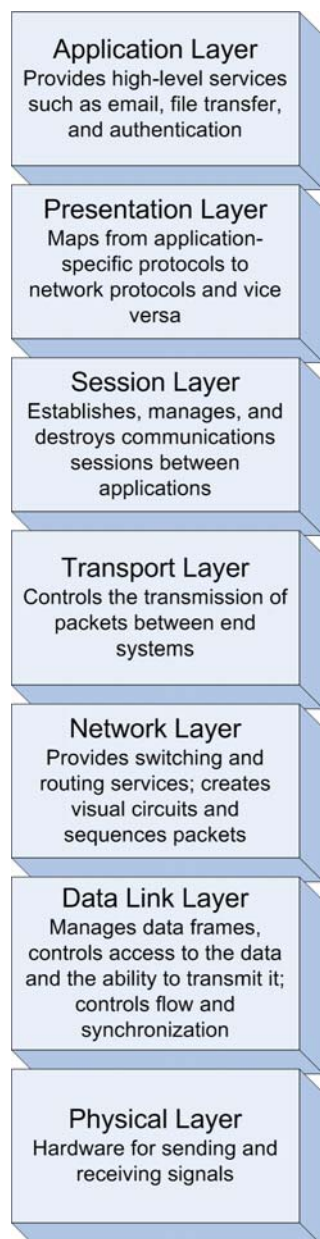 Application Layer
Provides high-level services
such as email, file transfer,
and authentication
Presentation Layer
Maps from application-
specific protocols to
network protocols and vice
versa
Session Layer
Establishes, manages, and
destroys communications
sessions between
applications
Transport Layer
Controls the transmission of
packets between end
systems
Network Layer
Provides switching and
routing services; creates
visual circuits and
sequences packets
Data Link Layer
Manages data frames,
controls access to the data
and the ability to transmit it;
controls flow and
synchronization
Physical Layer
Hardware for sending and
receiving signals